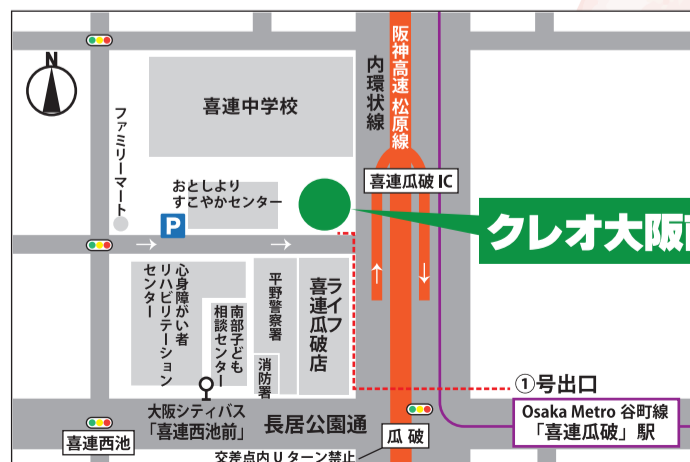 N
阪神高速 松原線
内環状線
喜連中学校
ファミリーマート
おとしより
すこやかセンター
喜連瓜破 IC
P
クレオ大阪
心身障がい者
リハビリテーション
センター
南部子ども
相談センター
平野警察署
消防署
ライフ
喜連瓜破店
①号出口
大阪シティバス
「喜連西池前」
長居公園通
Osaka Metro 谷町線
「喜連瓜破」駅
喜連西池
瓜 破
交差点内 U ターン禁止